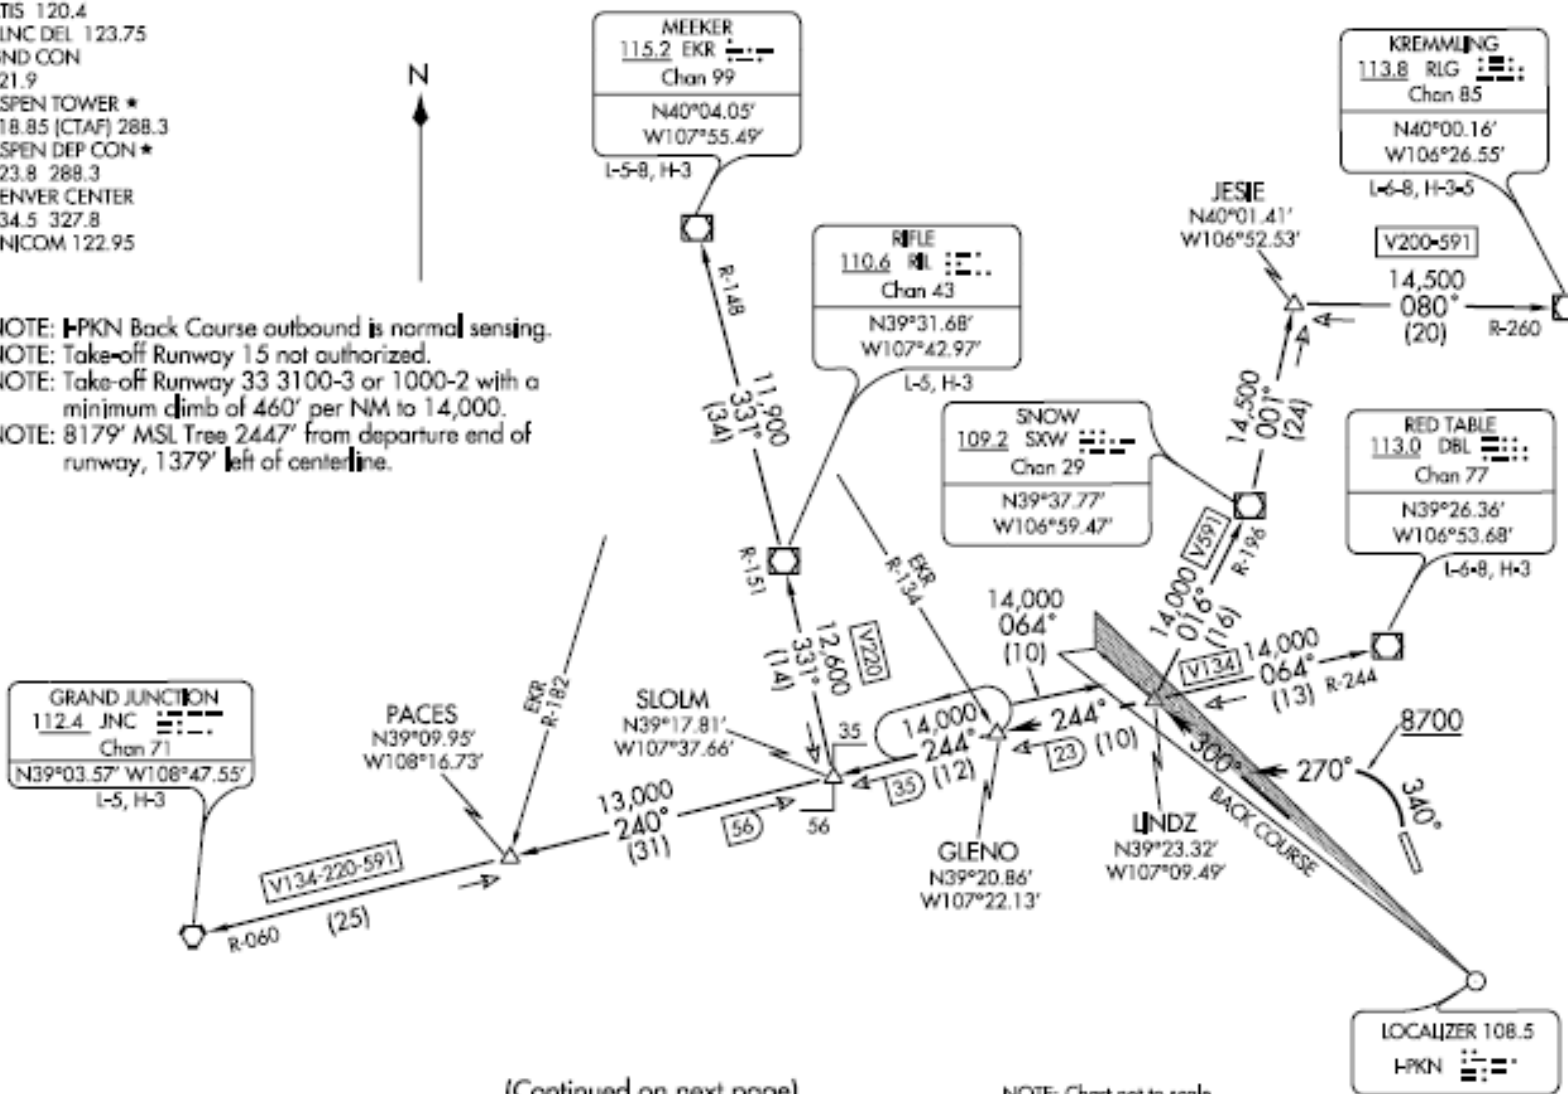 TIS 120.4
LNC DEL 123.75
ND CON
21.9
SPEN TOWER ★
18.85 (CTAF) 288.3
SPEN DEP CON ★
23.8 288.3
ENVER CENTER
34.5 327.8
NICOM 122.95
N
NOTE: I-PKN Back Course outbound is normal sensing.
NOTE: Take-off Runway 15 not authorized.
NOTE: Take-off Runway 33 3100-3 or 1000-2 with a
minimum climb of 460' per NM to 14,000.
NOTE: 8179' MSL Tree 2447' from departure end of
runway, 1379' left of centerline.
MEEKER
115.2 EKR
Chan 99
N40°04.05'
W107°55.49'
L-5-8, H-3
R-148
11,900
331°
(34)
RIFLE
110.6 RIL
Chan 43
N39°31.68'
W107°42.97'
L-5, H-3
R-151
12,600
331°
(14)
V220
KREMMLING
113.8 RLG
Chan 85
N40°00.16'
W106°26.55'
L-6-8, H-3-5
JESIE
N40°01.41'
W106°52.53'
V200-591
14,500
080°
(20)
R-260
14,500
001°
(24)
SNOW
109.2 SXW
Chan 29
N39°37.77'
W106°59.47'
RED TABLE
113.0 DBL
Chan 77
N39°26.36'
W106°53.68'
L-6-8, H-3
V591
R-196
14,000
016°
(16)
V134
14,000
064°
(13)
R-244
EKR
R-134
14,000
064°
(10)
GRAND JUNCTION
112.4 JNC
Chan 71
N39°03.57' W108°47.55'
L-5, H-3
PACES
N39°09.95'
W108°16.73'
EKR
R-182
SLOLM
N39°17.81'
W107°37.66'
35
56
14,000
244°
(12)
35
244°
(10)
23
13,000
240°
(31)
56
V134-220-591
(25)
R-060
GLENO
N39°20.86'
W107°22.13'
LINDZ
N39°23.32'
W107°09.49'
300°
BACK COURSE
270°
8700
340°
LOCALIZER 108.5
I-PKN
(Continued on next page)
NOTE: Chart not to scale